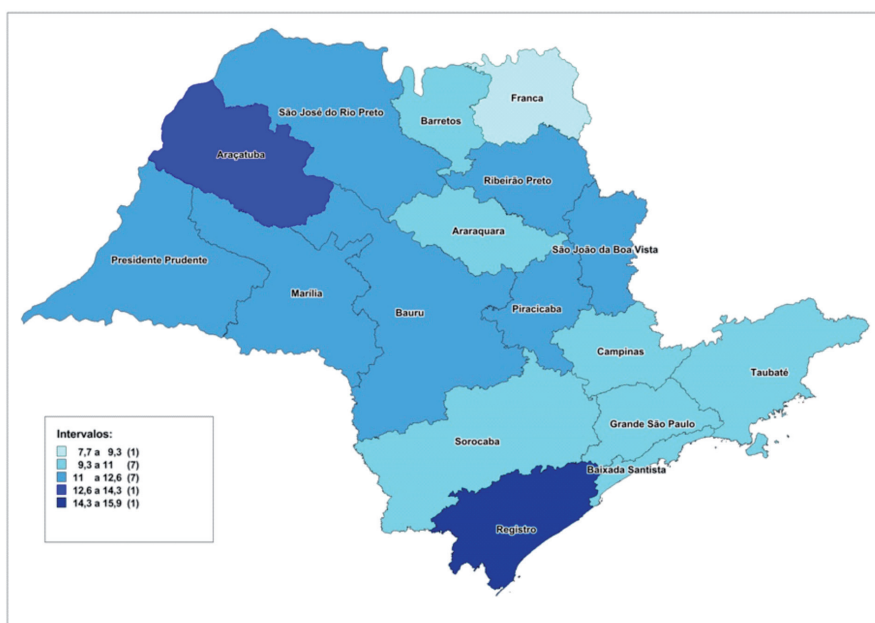 Franca
São José do Rio Preto
Barretos
Araçatuba
Ribeirão Preto
Araraquara
São João da Boa Vista
Presidente Prudente
Marília
Bauru
Piracicaba
Campinas
Taubaté
Grande São Paulo
Sorocaba
Baixada Santista
Registro
Intervalos:
7,7 a 9,3 (1)
9,3 a 11 (7)
11 a 12,6 (7)
12,6 a 14,3 (1)
14,3 a 15,9 (1)